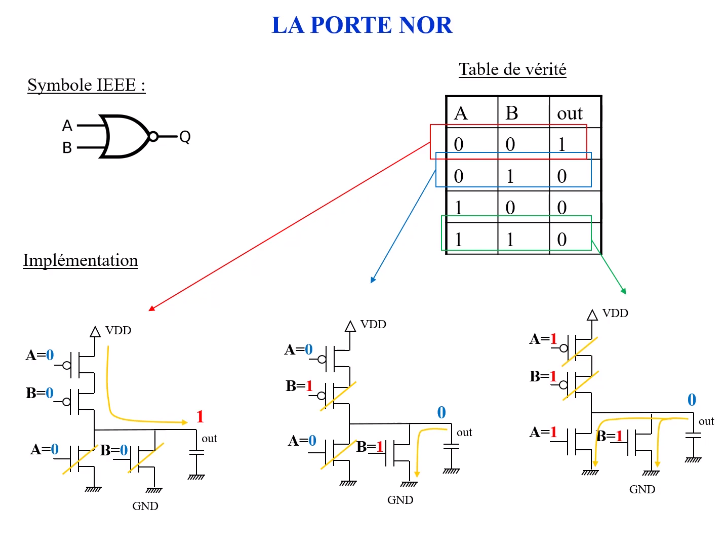 LA PORTE NOR
Symbole IEEE :
A
B
Q
Table de vérité
A B out
0 0 1
0 1 0
1 0 0
1 1 0
Implémentation
VDD
A=0
B=0
1
out
A=0
B=0
GND
VDD
A=0
B=1
0
out
A=0
B=1
GND
VDD
A=1
B=1
0
out
A=1
B=1
GND